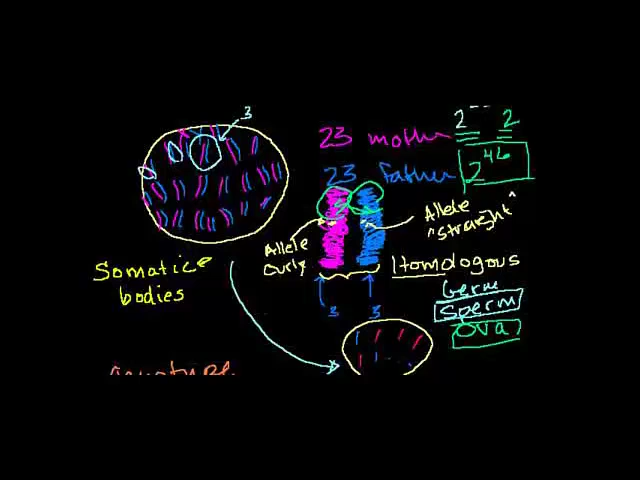 3
23 mother
2 2
23 father
2^46
Allele
curly
Allele
"straight"
Homologous
Somatic
bodies
3 3
Germ
Sperm
Ova